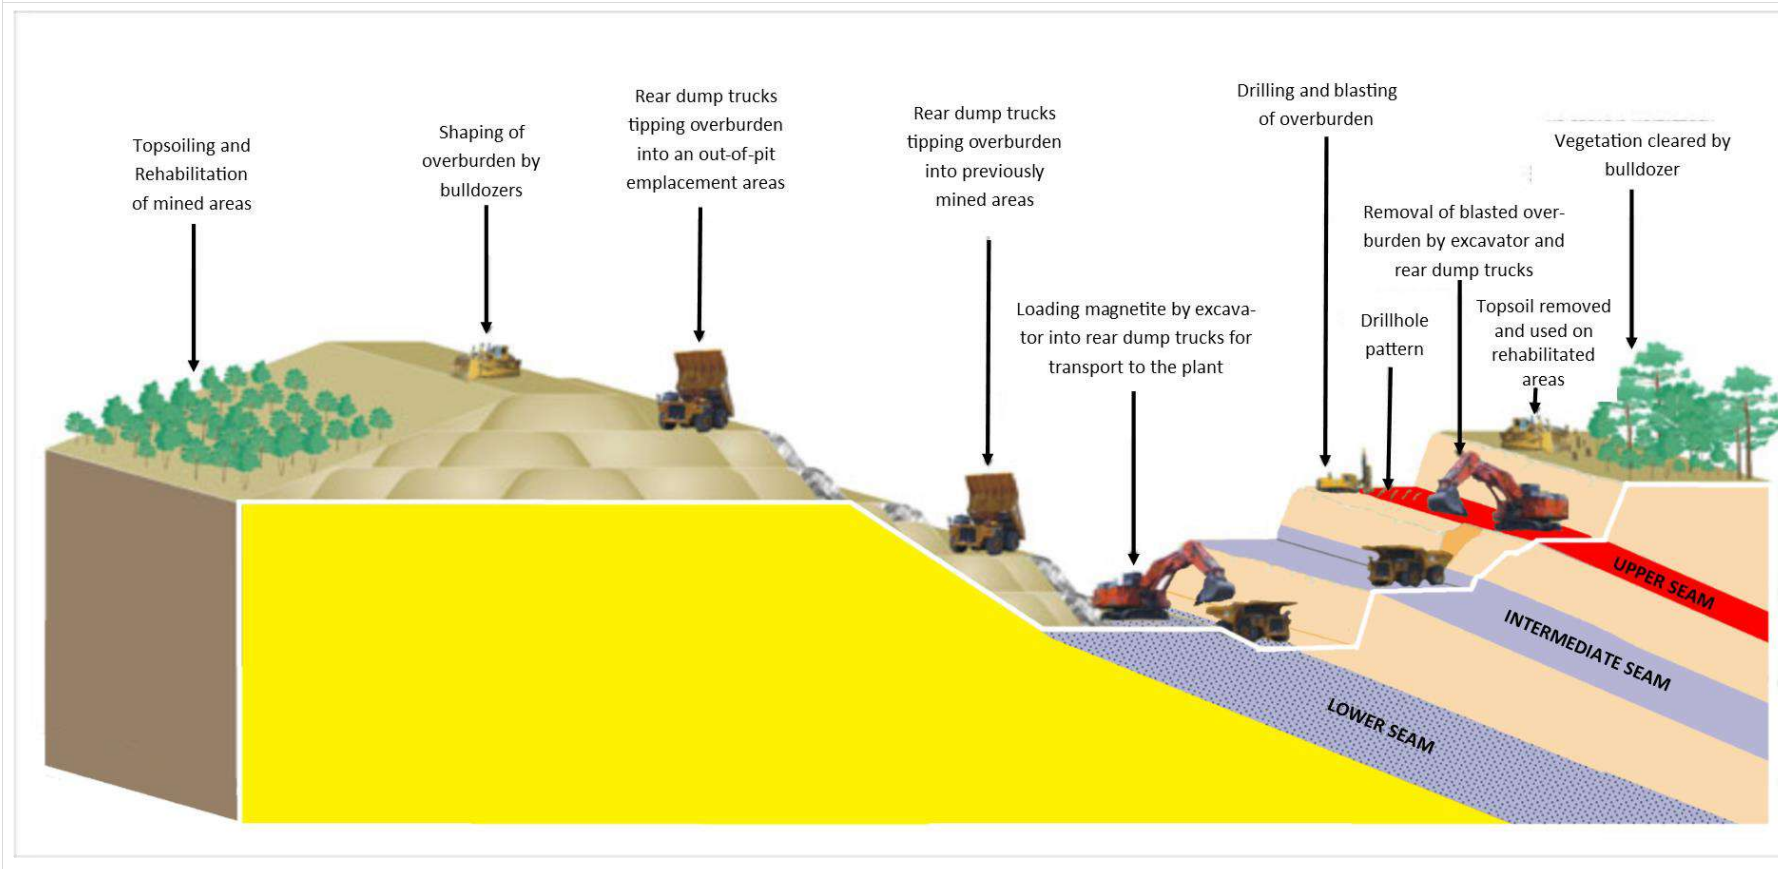 Topsoiling and
Rehabilitation
of mined areas
Shaping of
overburden by
bulldozers
Rear dump trucks
tipping overburden
into an out-of-pit
emplacement areas
Rear dump trucks
tipping overburden
into previously
mined areas
Loading magnetite by excava-
tor into rear dump trucks for
transport to the plant
Drilling and blasting
of overburden
Drillhole
pattern
Removal of blasted over-
burden by excavator and
rear dump trucks
Topsoil removed
and used on
rehabilitated
areas
Vegetation cleared by
bulldozer
UPPER SEAM
INTERMEDIATE SEAM
LOWER SEAM